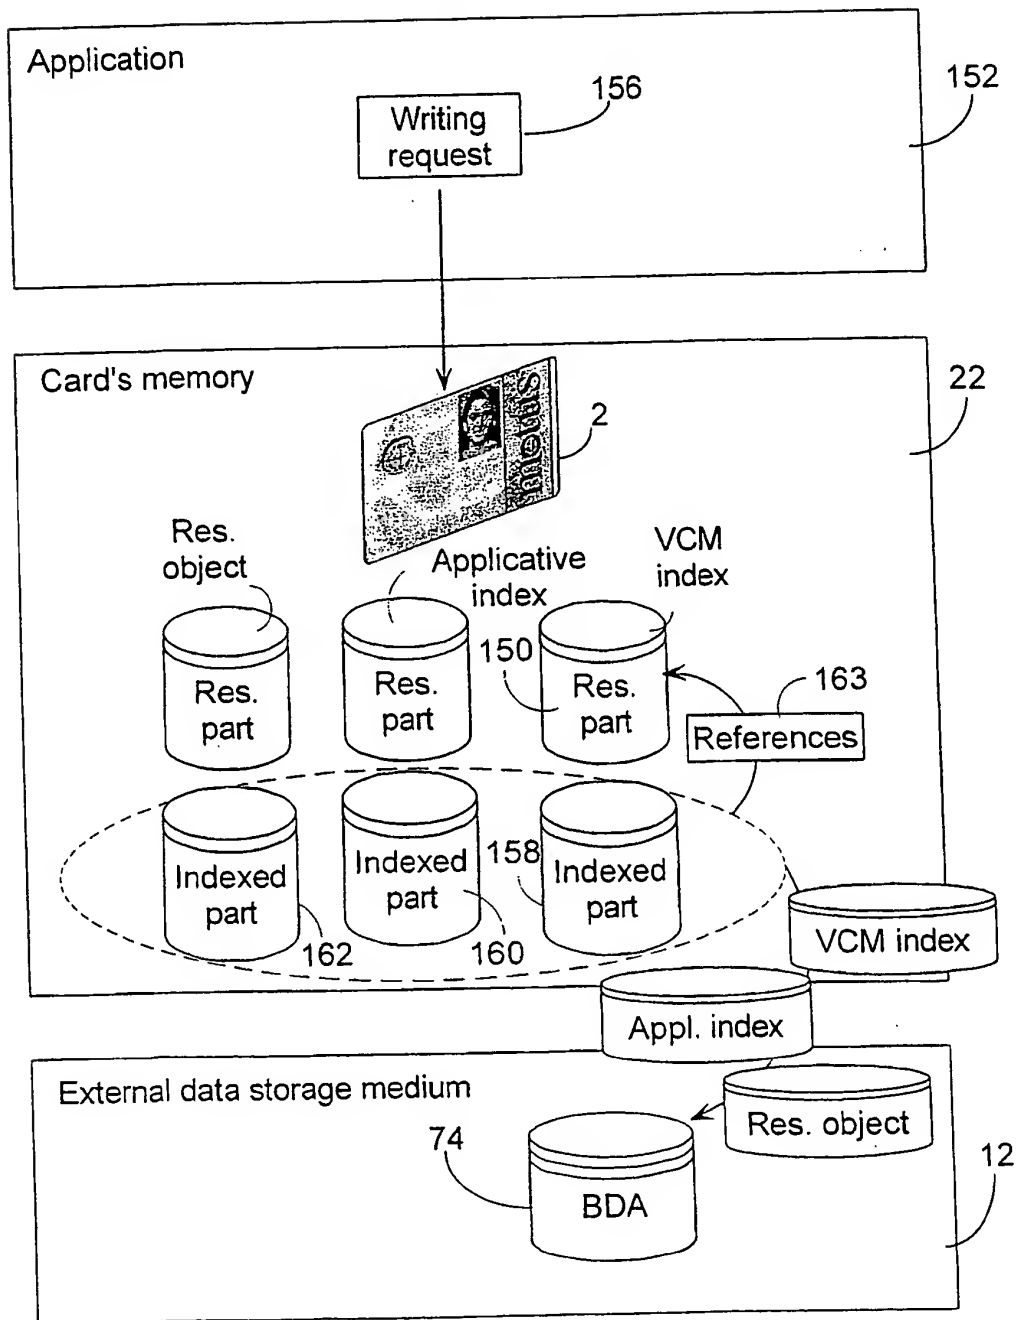 Application
156
152
Writing
request
Card's memory
22
2
motus
Res.
object
Applicative
index
VCM
index
150
Res.
part
Res.
part
Res.
part
163
References
Indexed
part
Indexed
part
158
Indexed
part
162
160
VCM index
Appl. index
External data storage medium
Res. object
74
BDA
12